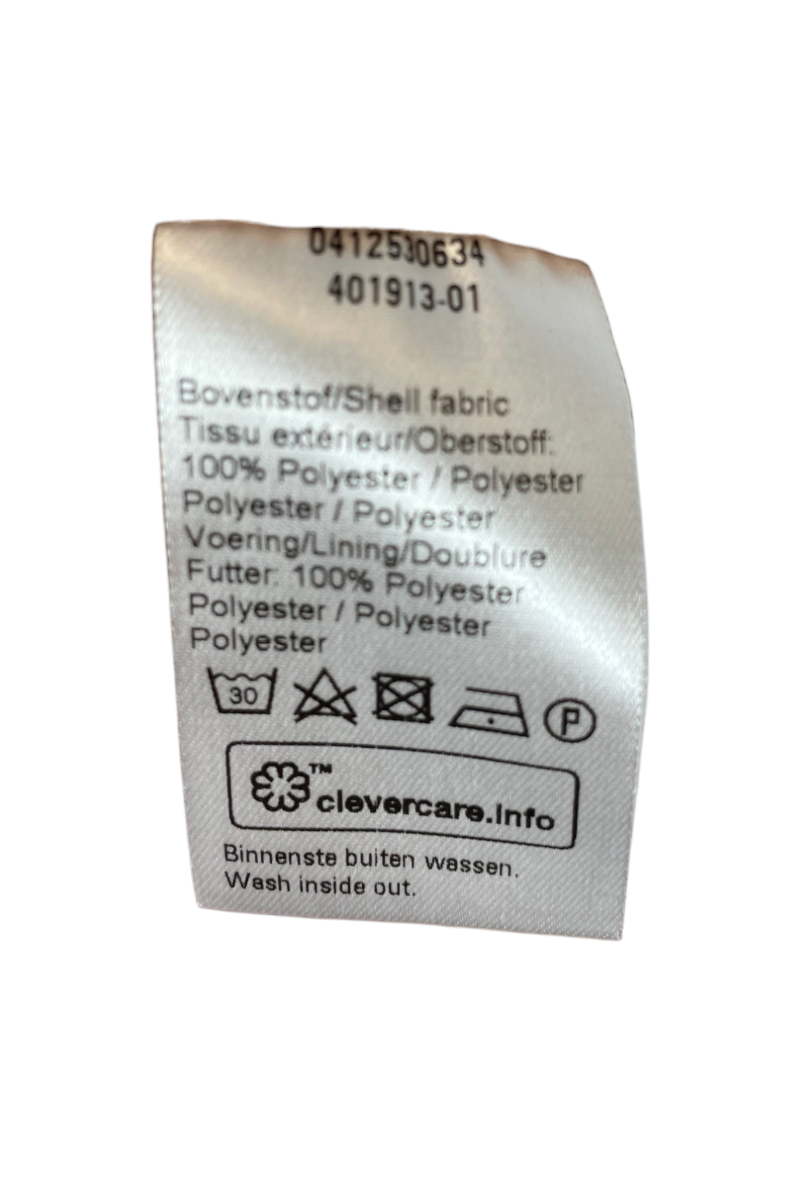 0412530634
401913-01
Bovenstof/Shell fabric
Tissu extérieur/Oberstoff:
100% Polyester / Polyester
Polyester / Polyester
Voering/Lining/Doublure
Futter: 100% Polyester
Polyester / Polyester
Polyester
30 P
™
clevercare.info
Binnenste buiten wassen.
Wash inside out.